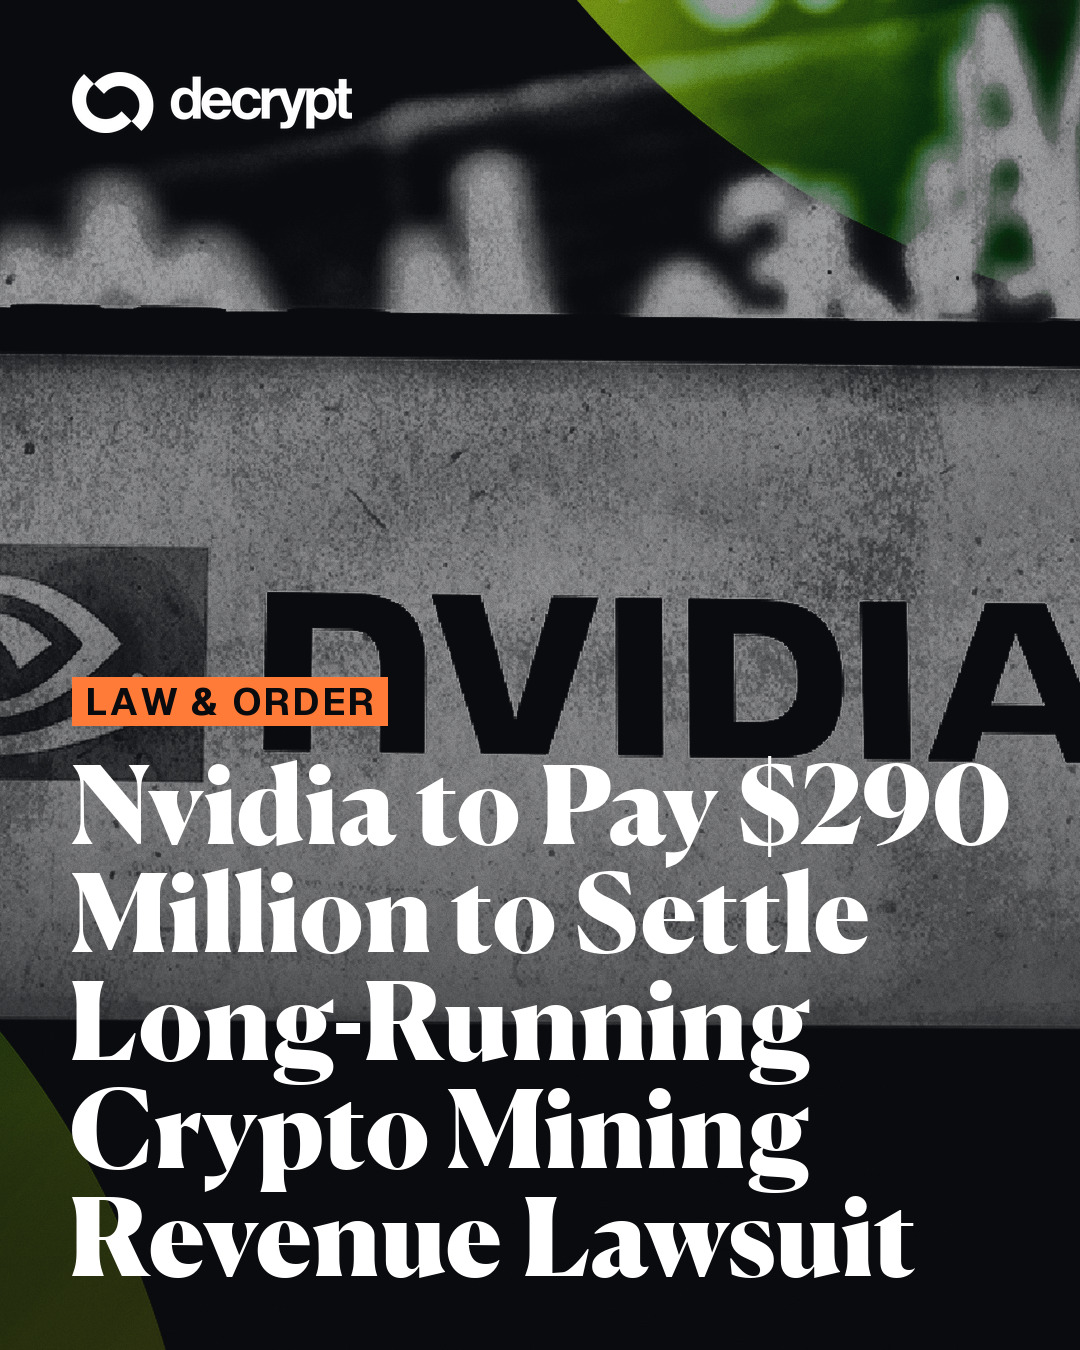 decrypt
NVIDIA
LAW & ORDER
Nvidia to Pay $290
Million to Settle
Long-Running
Crypto Mining
Revenue Lawsuit